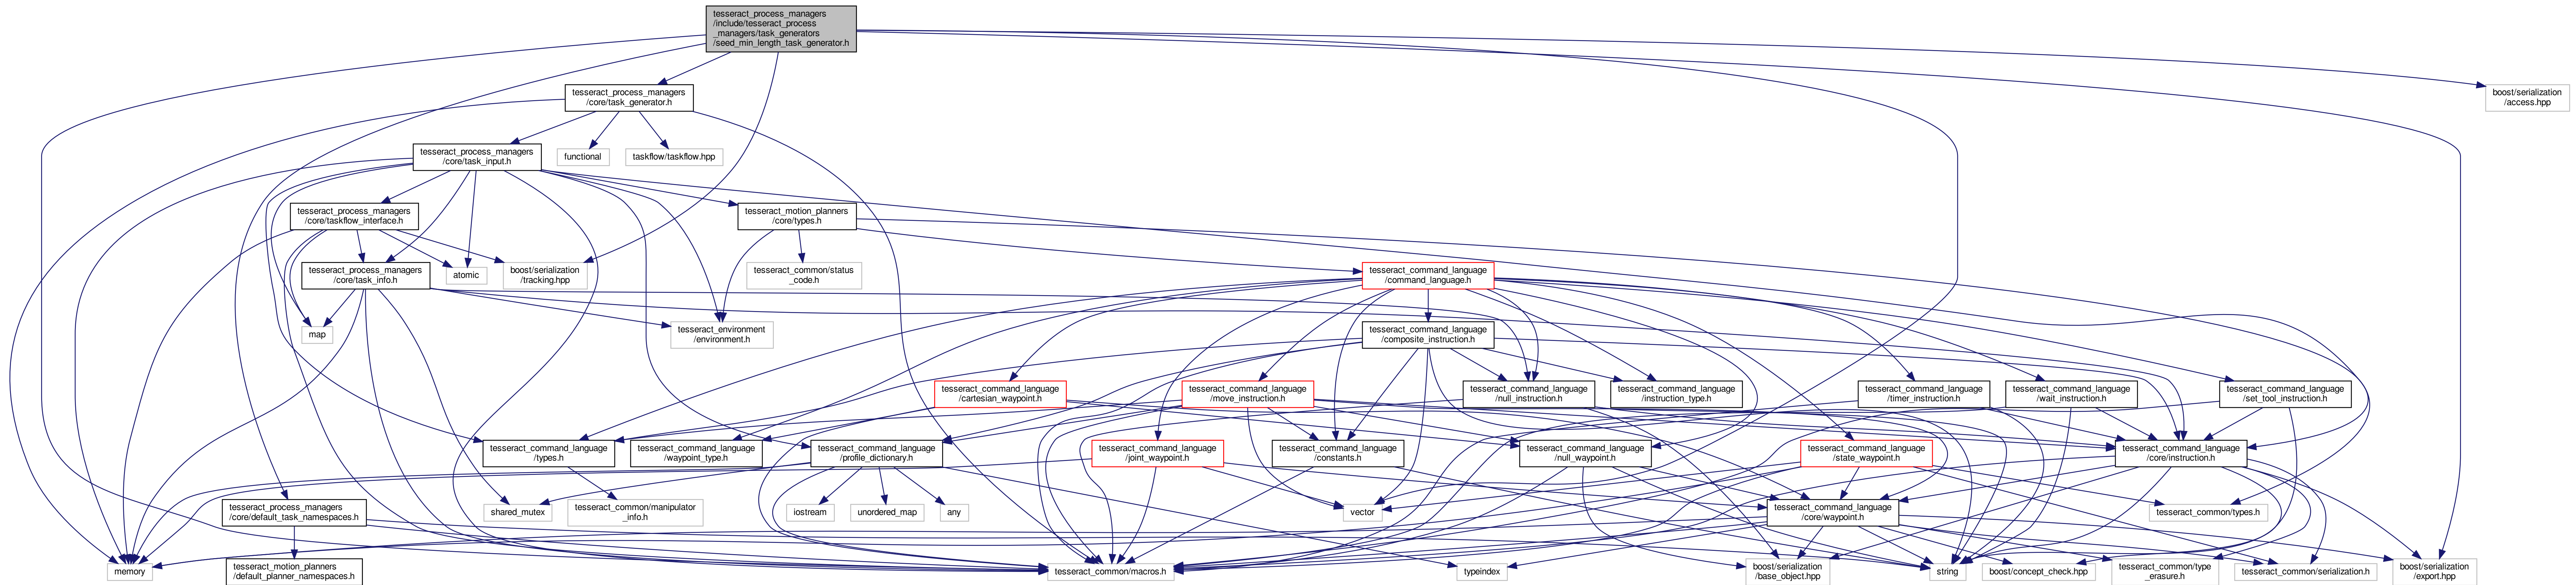 tesseract_process_managers
/include/tesseract_process
_managers/task_generators
/seed_min_length_task_generator.h
tesseract_process_managers
/core/task_generator.h
boost/serialization
/access.hpp
tesseract_process_managers
/core/task_input.h
functional
taskflow/taskflow.hpp
tesseract_process_managers
/core/taskflow_interface.h
tesseract_motion_planners
/core/types.h
tesseract_process_managers
/core/task_info.h
atomic
boost/serialization
/tracking.hpp
tesseract_common/status
_code.h
tesseract_command_language
/command_language.h
map
tesseract_environment
/environment.h
tesseract_command_language
/composite_instruction.h
tesseract_command_language
/cartesian_waypoint.h
tesseract_command_language
/move_instruction.h
tesseract_command_language
/null_instruction.h
tesseract_command_language
/instruction_type.h
tesseract_command_language
/timer_instruction.h
tesseract_command_language
/wait_instruction.h
tesseract_command_language
/set_tool_instruction.h
tesseract_command_language
/types.h
tesseract_command_language
/waypoint_type.h
tesseract_command_language
/profile_dictionary.h
tesseract_command_language
/joint_waypoint.h
tesseract_command_language
/constants.h
tesseract_command_language
/null_waypoint.h
tesseract_command_language
/state_waypoint.h
tesseract_command_language
/core/instruction.h
tesseract_process_managers
/core/default_task_namespaces.h
shared_mutex
tesseract_common/manipulator
_info.h
iostream
unordered_map
any
vector
tesseract_command_language
/core/waypoint.h
tesseract_common/types.h
memory
tesseract_motion_planners
/default_planner_namespaces.h
tesseract_common/macros.h
typeindex
boost/serialization
/base_object.hpp
string
boost/concept_check.hpp
tesseract_common/type
_erasure.h
tesseract_common/serialization.h
boost/serialization
/export.hpp